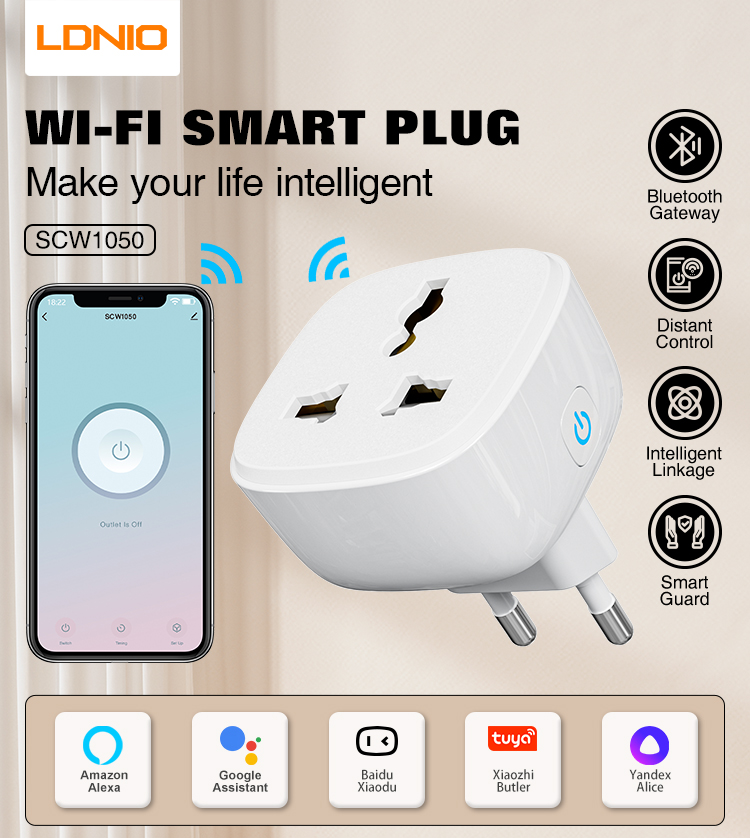 LDNIO
WI-FI SMART PLUG
Make your life intelligent
SCW1050
Bluetooth
Gateway
Distant
Control
Intelligent
Linkage
Smart
Guard
18:22
SCW1050
Outlet Is Off
Switch
Timing
Set Up
Amazon
Alexa
Google
Assistant
Baidu
Xiaodu
tuya
Xiaozhi
Butler
Yandex
Alice